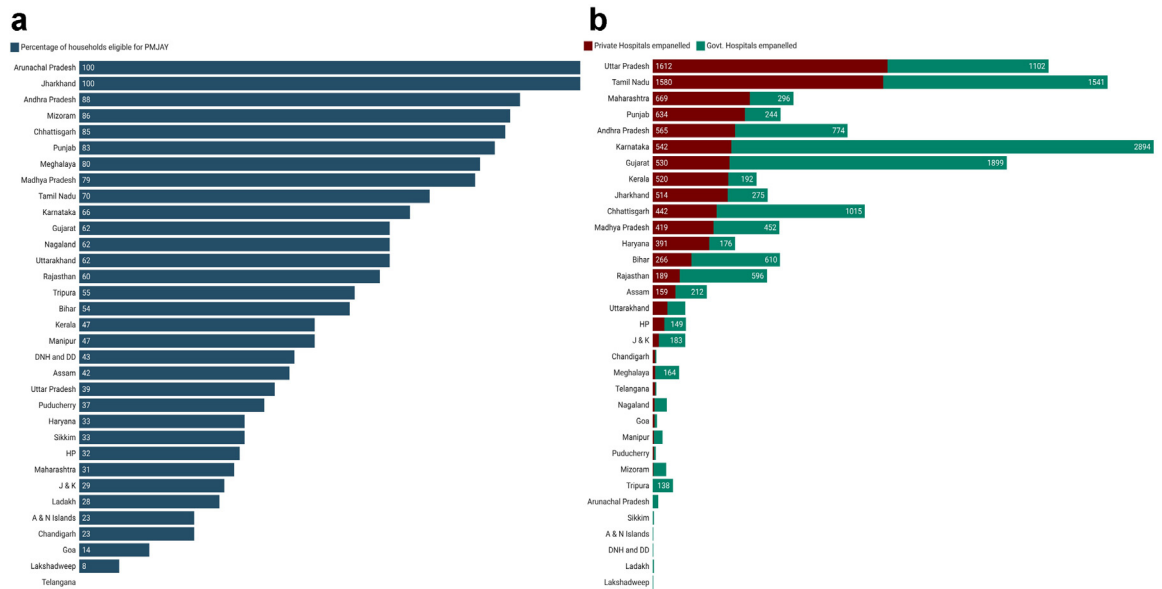 a
Percentage of households eligible for PMJAY
Arunachal Pradesh 100
Jharkhand 100
Andhra Pradesh 88
Mizoram 86
Chhattisgarh 85
Punjab 83
Meghalaya 80
Madhya Pradesh 79
Tamil Nadu 70
Karnataka 66
Gujarat 62
Nagaland 62
Uttarakhand 62
Rajasthan 60
Tripura 55
Bihar 54
Kerala 47
Manipur 47
DNH and DD 43
Assam 42
Uttar Pradesh 39
Puducherry 37
Haryana 33
Sikkim 33
HP 32
Maharashtra 31
J & K 29
Ladakh 28
A & N Islands 23
Chandigarh 23
Goa 14
Lakshadweep 8
Telangana
b
Private Hospitals empanelled Govt. Hospitals empanelled
Uttar Pradesh 1612 1102
Tamil Nadu 1580 1541
Maharashtra 669 296
Punjab 634 244
Andhra Pradesh 565 774
Karnataka 542 2894
Gujarat 530 1899
Kerala 520 192
Jharkhand 514 275
Chhattisgarh 442 1015
Madhya Pradesh 419 452
Haryana 391 176
Bihar 266 610
Rajasthan 189 596
Assam 159 212
Uttarakhand
HP 149
J & K 183
Chandigarh
Meghalaya 164
Telangana
Nagaland
Goa
Manipur
Puducherry
Mizoram
Tripura 138
Arunachal Pradesh
Sikkim
A & N Islands
DNH and DD
Ladakh
Lakshadweep